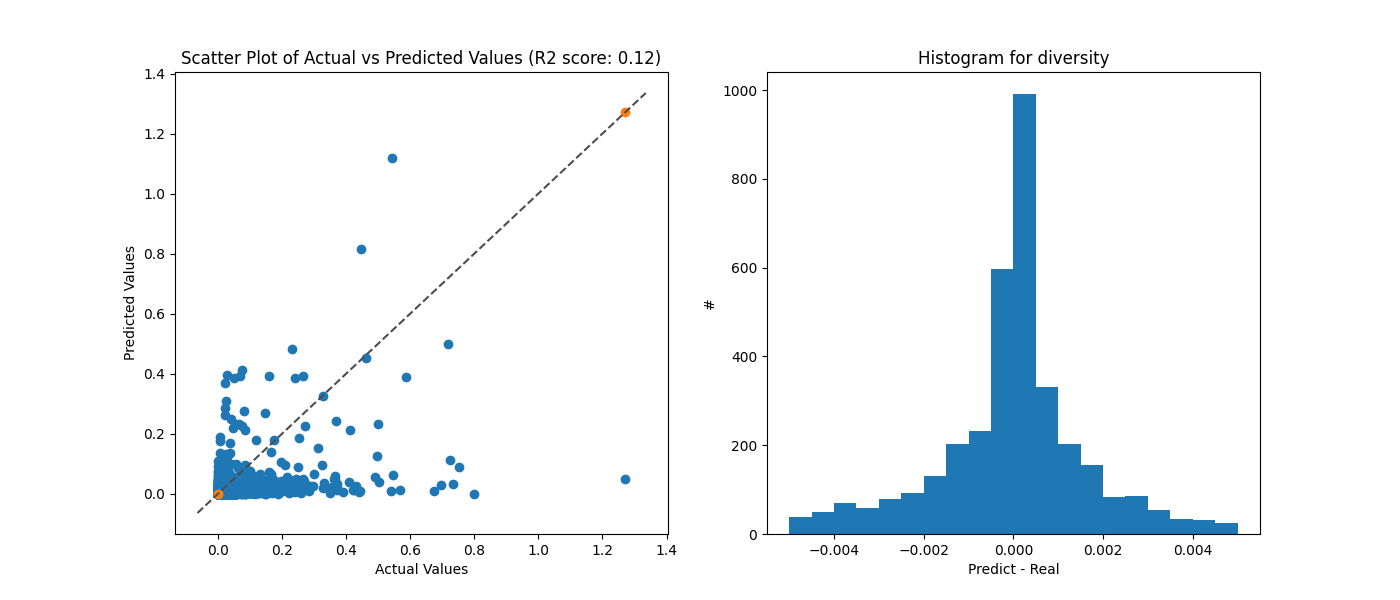 Scatter Plot of Actual vs Predicted Values (R2 score: 0.12)
1.4
1.2
1.0
0.8
0.6
0.4
0.2
0.0
Predicted Values
0.0 0.2 0.4 0.6 0.8 1.0 1.2 1.4
Actual Values
Histogram for diversity
1000
800
600
400
200
0
#
−0.004 −0.002 0.000 0.002 0.004
Predict - Real